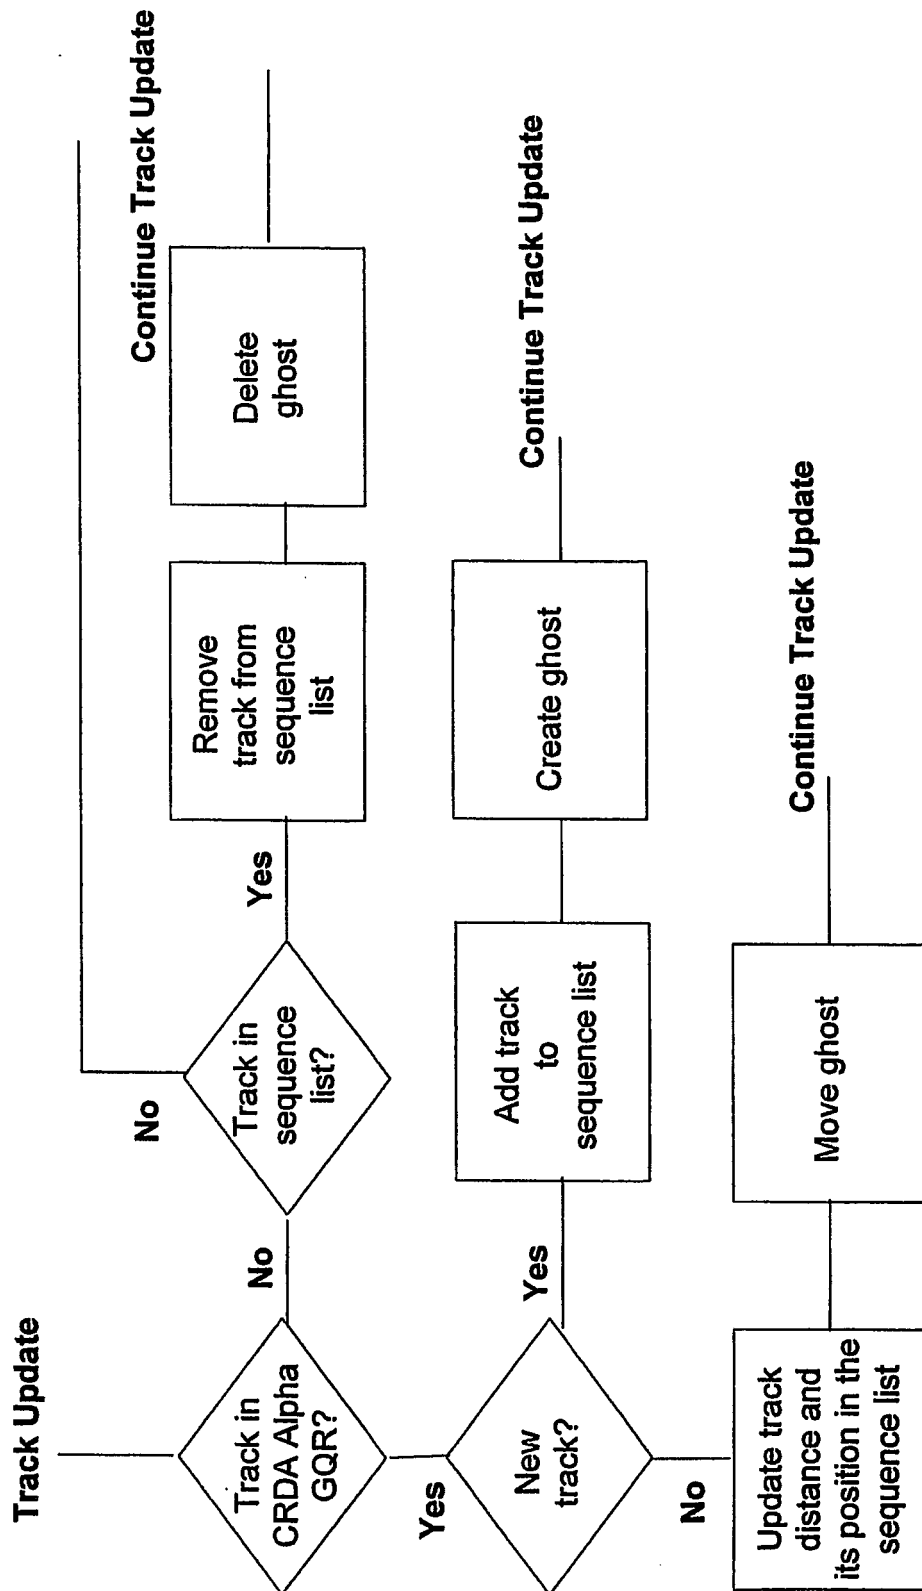 Track Update
Track in
CRDA Alpha
GQR?
No
Track in
sequence
list?
No
Yes
Remove
track from
sequence
list
Delete
ghost
Continue Track Update
Yes
New
track?
Yes
Add track
to
sequence list
Create ghost
Continue Track Update
No
Update track
distance and
its position in the
sequence list
Move ghost
Continue Track Update